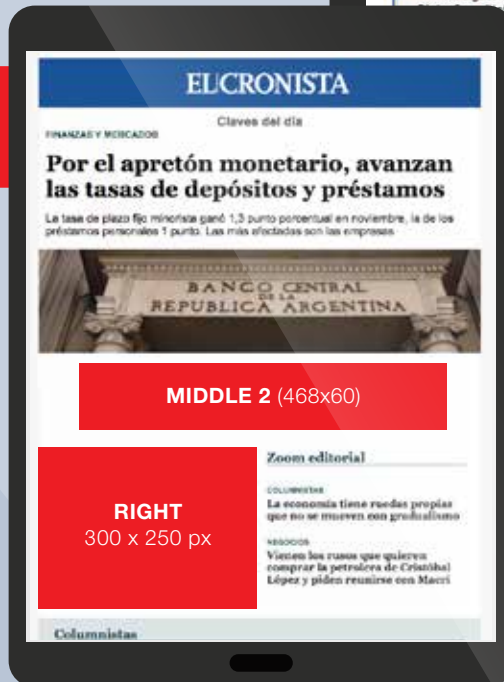 EL CRONISTA
Claves del día
FINANZAS Y MERCADOS
Por el apretón monetario, avanzan
las tasas de depósitos y préstamos
La tasa de plazo fijo minorista ganó 1,3 punto porcentual en noviembre, la de los
préstamos personales 1 punto. Las más afectadas son las empresas
BANCO CENTRAL
DE LA
REPUBLICA ARGENTINA
MIDDLE 2 (468x60)
RIGHT
300 x 250 px
Zoom editorial
COLUMNISTAS
La economía tiene ruedas propias
que no se mueven con gradualismo
NEGOCIOS
Vienen los rusos que quieren
comprar la petrolera de Cristóbal
López y piden reunirse con Macri
Columnistas